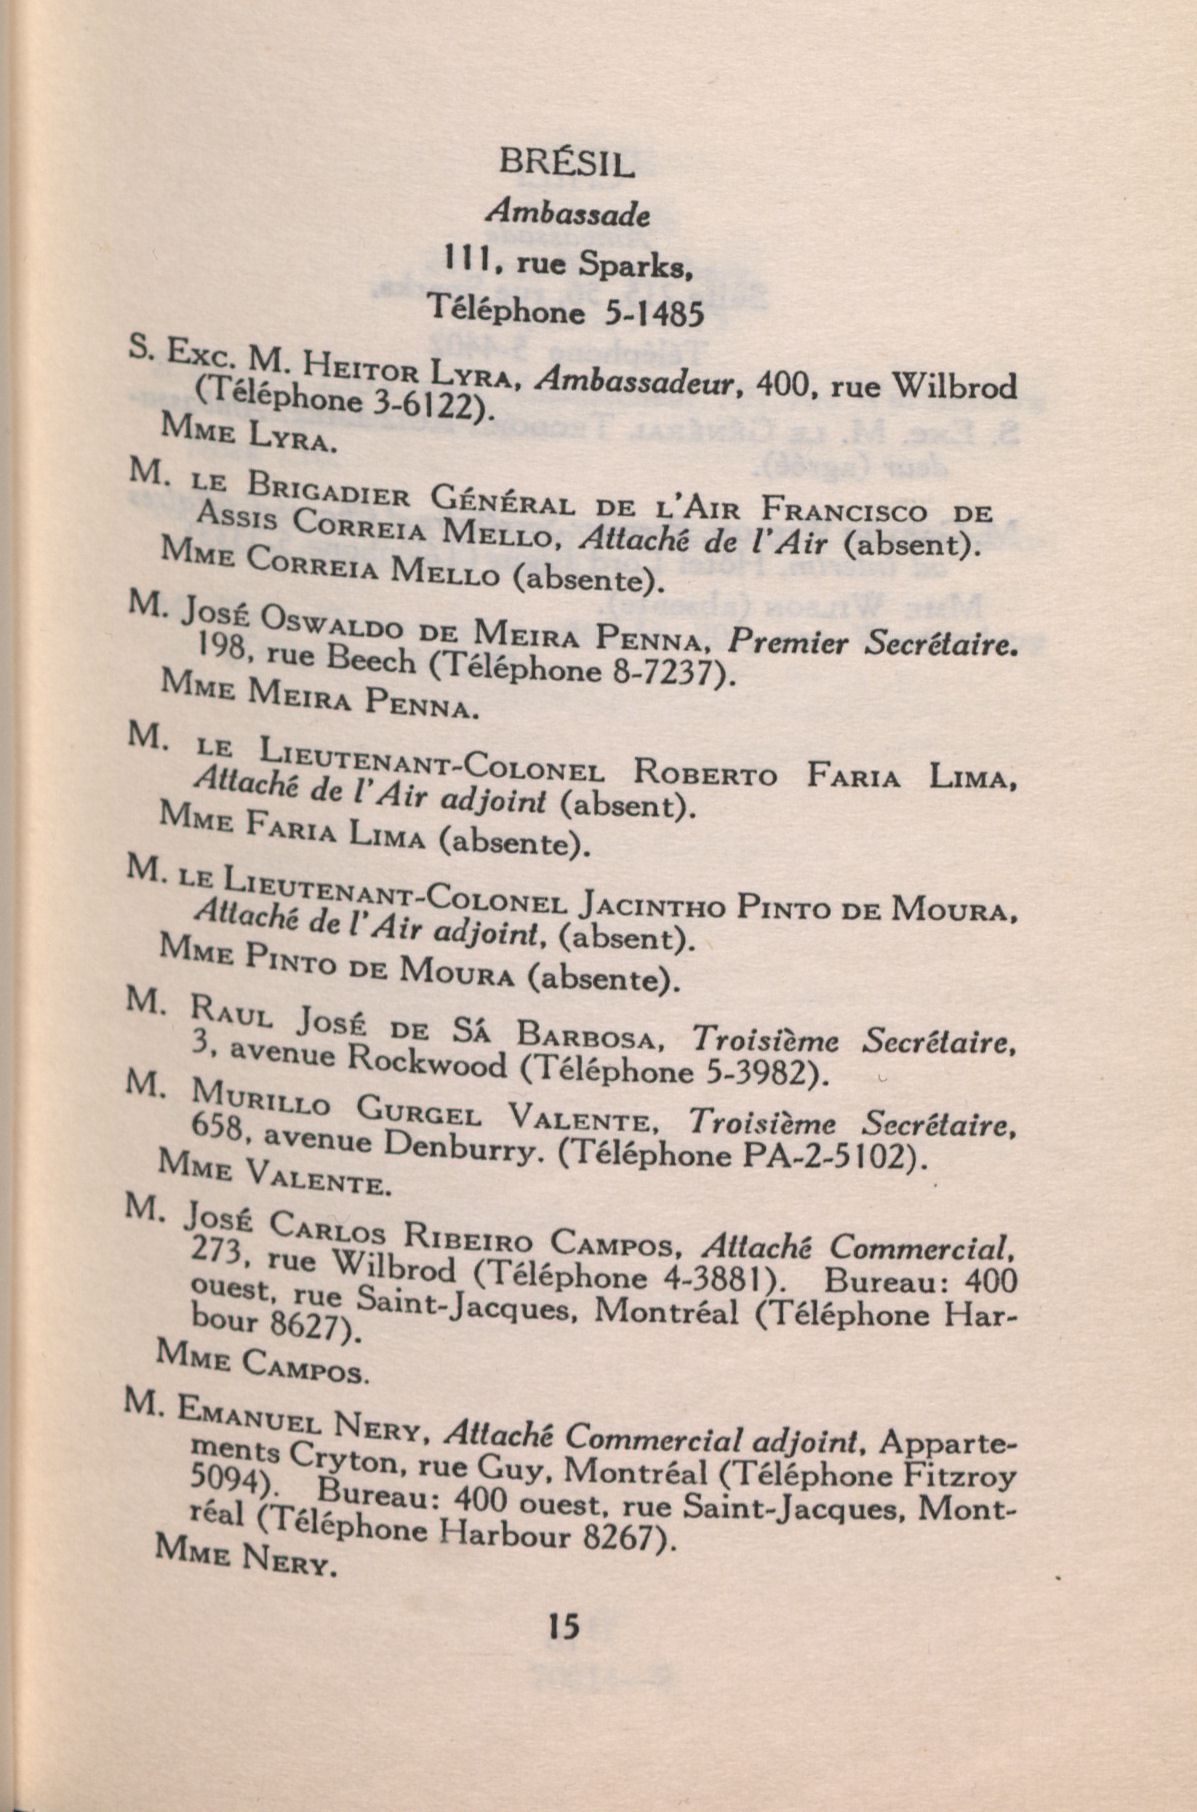 BRÉSIL
Ambassade
111, rue Sparks,
Téléphone 5-1485
S. Exc. M. Heitor Lyra, Ambassadeur, 400, rue Wilbrod
(Téléphone 3-6122).
Mme Lyra.
M. le Brigadier Général de l'Air Francisco de
Assis Correia Mello, Attaché de l'Air (absent).
Mme Correia Mello (absente).
M. José Oswaldo de Meira Penna, Premier Secrétaire.
198, rue Beech (Téléphone 8-7237).
Mme Meira Penna.
M. le Lieutenant-Colonel Roberto Faria Lima,
Attaché de l'Air adjoint (absent).
Mme Faria Lima (absente).
M. le Lieutenant-Colonel Jacintho Pinto de Moura,
Attaché de l'Air adjoint, (absent).
Mme Pinto de Moura (absente).
M. Raul José de Sá Barbosa, Troisième Secrétaire,
3, avenue Rockwood (Téléphone 5-3982).
M. Murillo Gurgel Valente, Troisième Secrétaire,
658, avenue Denburry. (Téléphone PA-2-5102).
Mme Valente.
M. José Carlos Ribeiro Campos, Attaché Commercial,
273, rue Wilbrod (Téléphone 4-3881). Bureau: 400
ouest, rue Saint-Jacques, Montréal (Téléphone Har-
bour 8627).
Mme Campos.
M. Emanuel Nery, Attaché Commercial adjoint, Apparte-
ments Cryton, rue Guy, Montréal (Téléphone Fitzroy
5094). Bureau: 400 ouest, rue Saint-Jacques, Mont-
réal (Téléphone Harbour 8267).
Mme Nery.
15